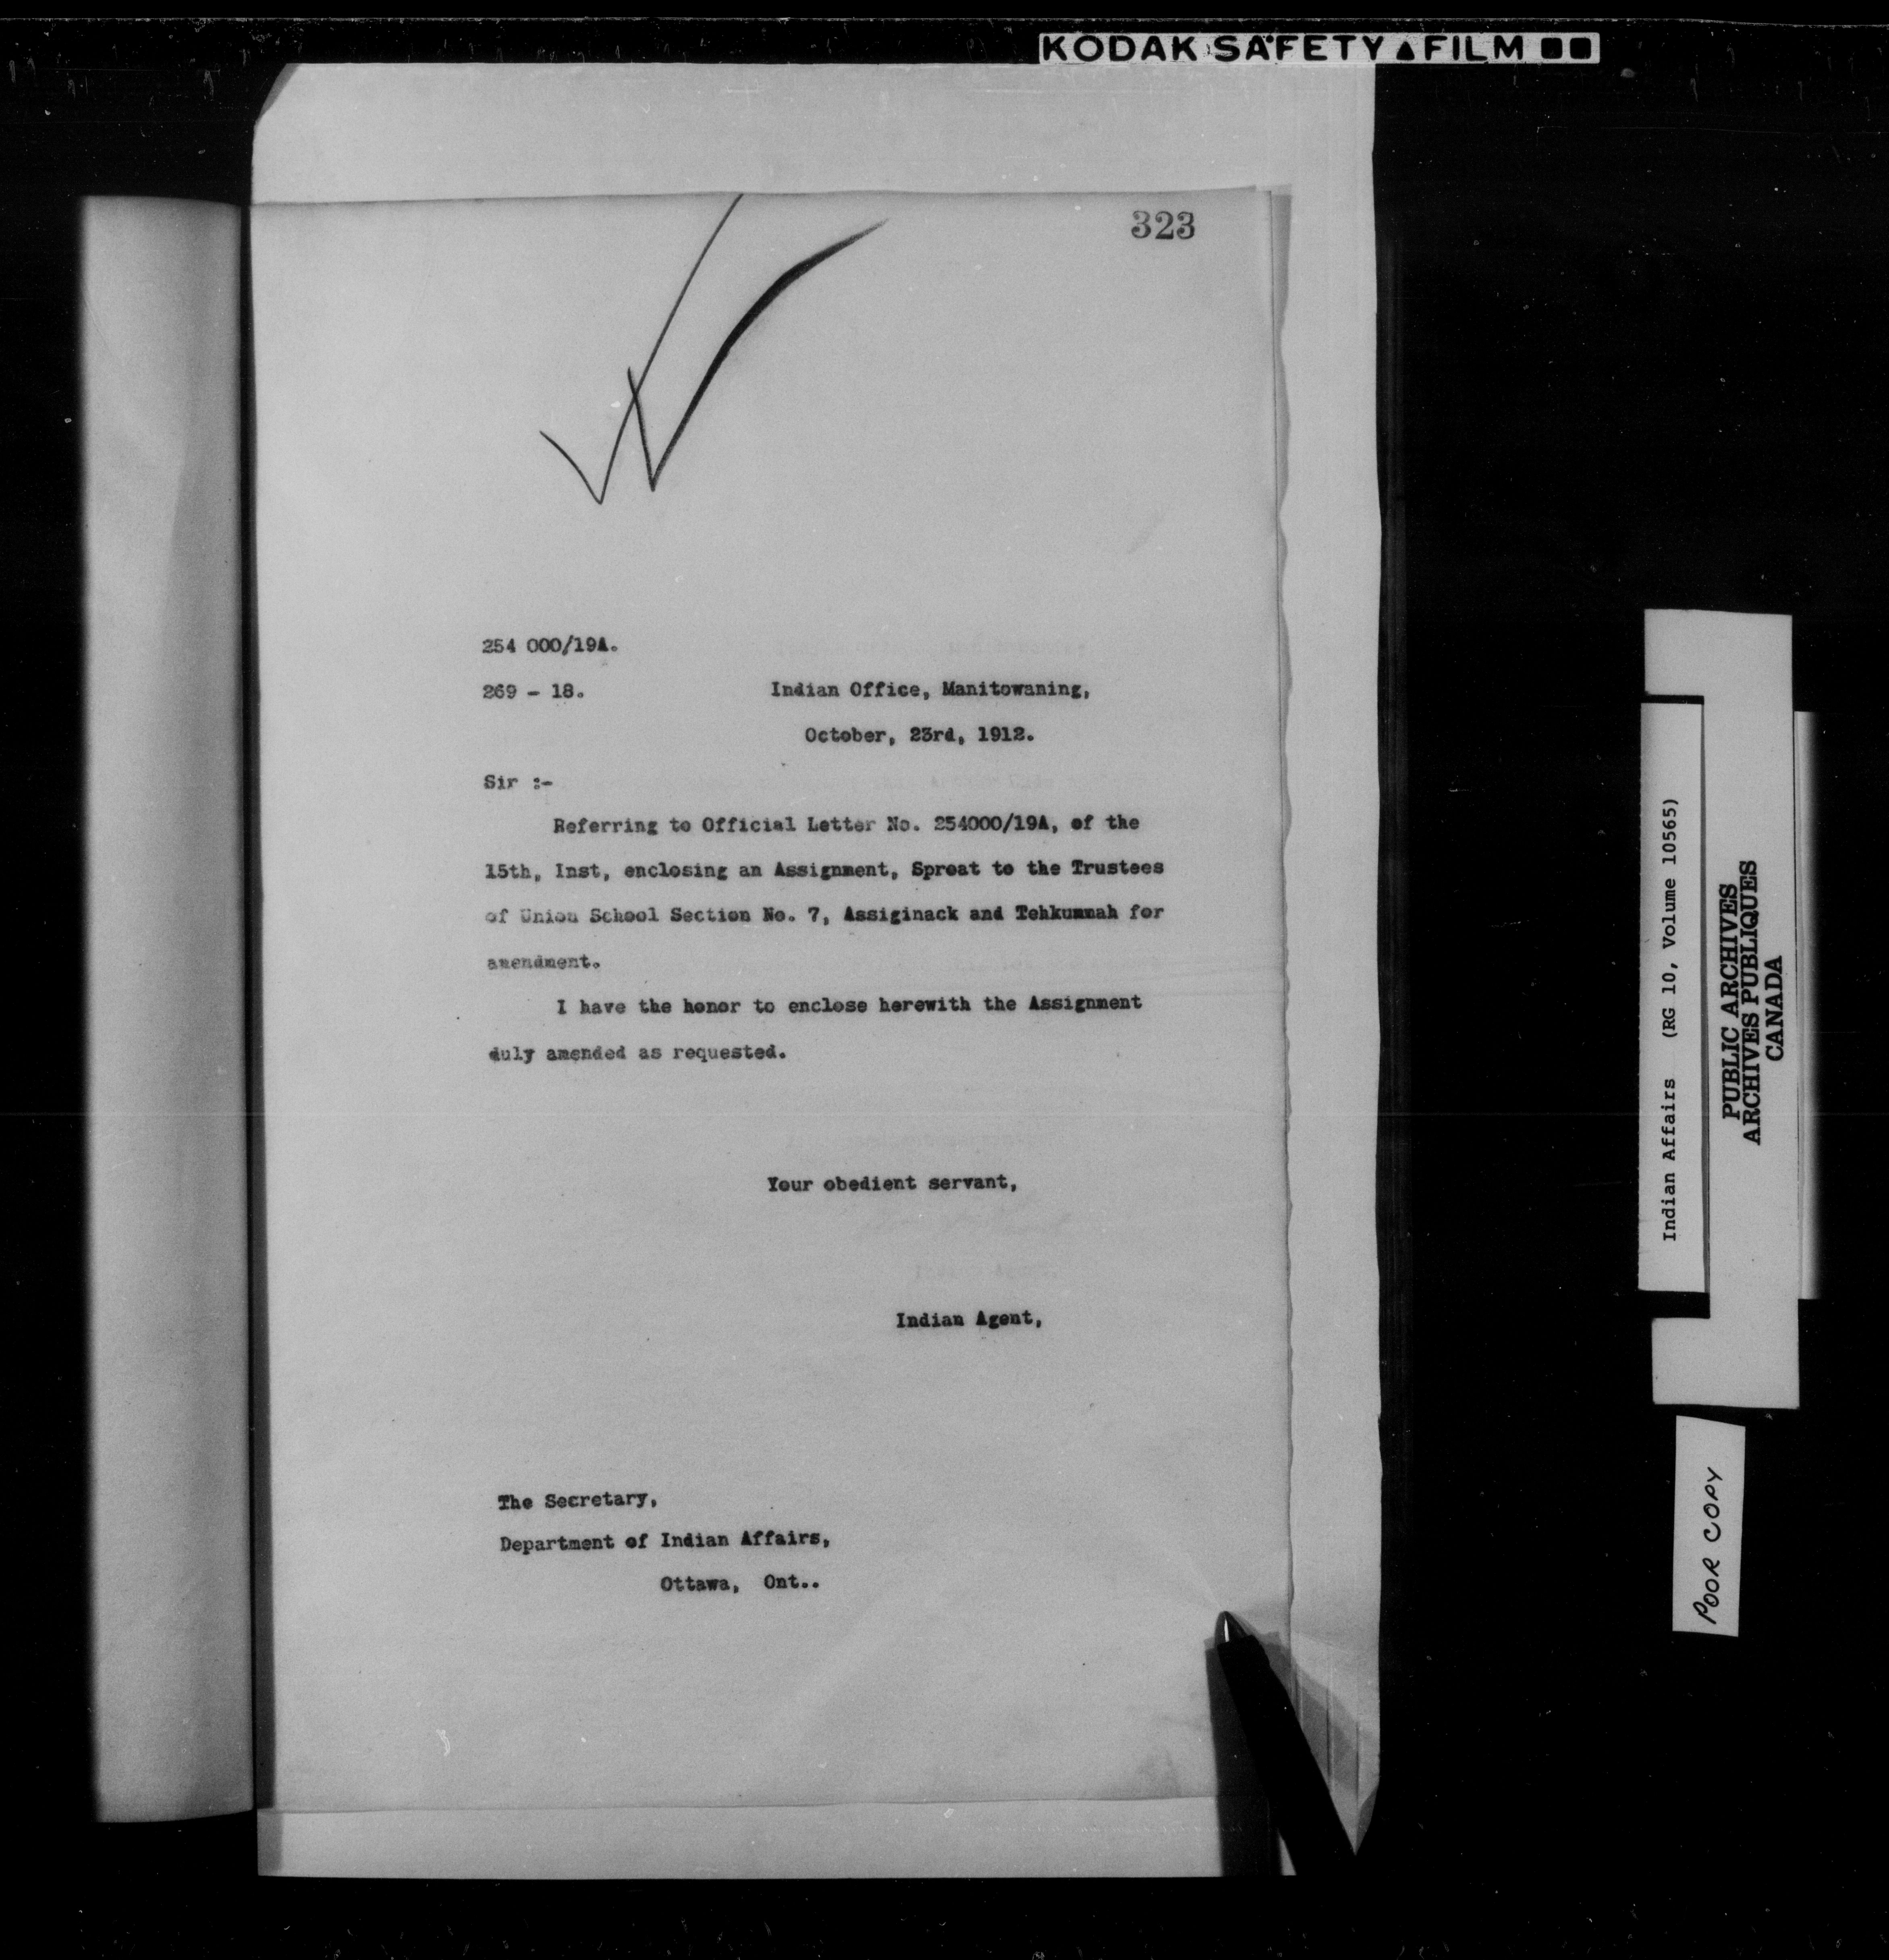 KODAK SAFETY FILM
323
254 000/19A.
269 - 18.
Indian Office, Manitowaning,
October, 23rd, 1912.
Sir :-
Referring to Official Letter No. 254000/19A, of the
15th, Inst, enclosing an Assignment, Sproat to the Trustees
of Union School Section No. 7, Assiginack and Tehkummah for
amendment.
I have the honor to enclose herewith the Assignment
duly amended as requested.
Your obedient servant,
Indian Agent,
The Secretary,
Department of Indian Affairs,
Ottawa, Ont..
Indian Affairs (RG 10, Volume 10565)
PUBLIC ARCHIVES
ARCHIVES PUBLIQUES
CANADA
POOR COPY